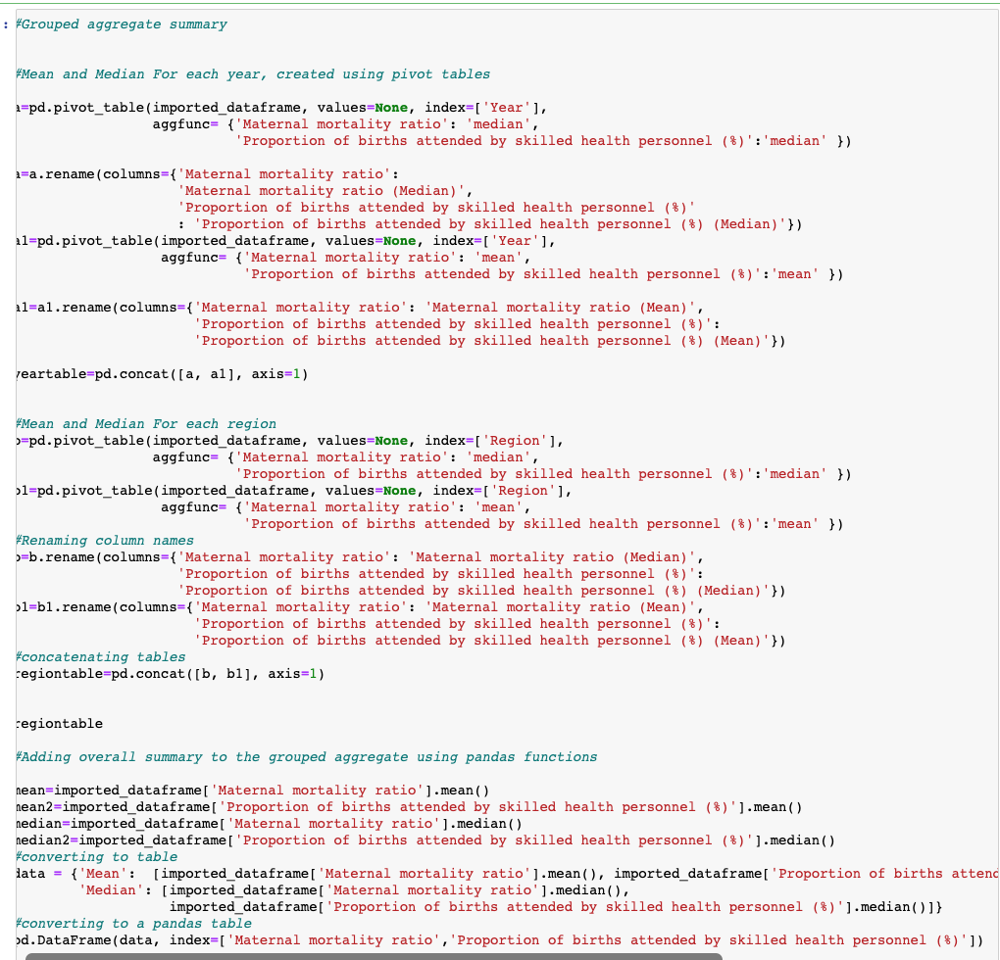 :
#Grouped aggregate summary
#Mean and Median For each year, created using pivot tables
a=pd.pivot_table(imported_dataframe, values=None, index=['Year'],
aggfunc= {'Maternal mortality ratio': 'median',
'Proportion of births attended by skilled health personnel (%)':'median' })
a=a.rename(columns={'Maternal mortality ratio':
'Maternal mortality ratio (Median)',
'Proportion of births attended by skilled health personnel (%)'
: 'Proportion of births attended by skilled health personnel (%) (Median)'})
a1=pd.pivot_table(imported_dataframe, values=None, index=['Year'],
aggfunc= {'Maternal mortality ratio': 'mean',
'Proportion of births attended by skilled health personnel (%)':'mean' })
a1=a1.rename(columns={'Maternal mortality ratio': 'Maternal mortality ratio (Mean)',
'Proportion of births attended by skilled health personnel (%)':
'Proportion of births attended by skilled health personnel (%) (Mean)'})
yeartable=pd.concat([a, a1], axis=1)
#Mean and Median For each region
b=pd.pivot_table(imported_dataframe, values=None, index=['Region'],
aggfunc= {'Maternal mortality ratio': 'median',
'Proportion of births attended by skilled health personnel (%)':'median' })
b1=pd.pivot_table(imported_dataframe, values=None, index=['Region'],
aggfunc= {'Maternal mortality ratio': 'mean',
'Proportion of births attended by skilled health personnel (%)':'mean' })
#Renaming column names
b=b.rename(columns={'Maternal mortality ratio': 'Maternal mortality ratio (Median)',
'Proportion of births attended by skilled health personnel (%)':
'Proportion of births attended by skilled health personnel (%) (Median)'})
b1=b1.rename(columns={'Maternal mortality ratio': 'Maternal mortality ratio (Mean)',
'Proportion of births attended by skilled health personnel (%)':
'Proportion of births attended by skilled health personnel (%) (Mean)'})
#concatenating tables
regiontable=pd.concat([b, b1], axis=1)
regiontable
#Adding overall summary to the grouped aggregate using pandas functions
mean=imported_dataframe['Maternal mortality ratio'].mean()
mean2=imported_dataframe['Proportion of births attended by skilled health personnel (%)'].mean()
median=imported_dataframe['Maternal mortality ratio'].median()
median2=imported_dataframe['Proportion of births attended by skilled health personnel (%)'].median()
#converting to table
data = {'Mean':  [imported_dataframe['Maternal mortality ratio'].mean(), imported_dataframe['Proportion of births attend
'Median': [imported_dataframe['Maternal mortality ratio'].median(),
imported_dataframe['Proportion of births attended by skilled health personnel (%)'].median()]}
#converting to a pandas table
pd.DataFrame(data, index=['Maternal mortality ratio','Proportion of births attended by skilled health personnel (%)'])